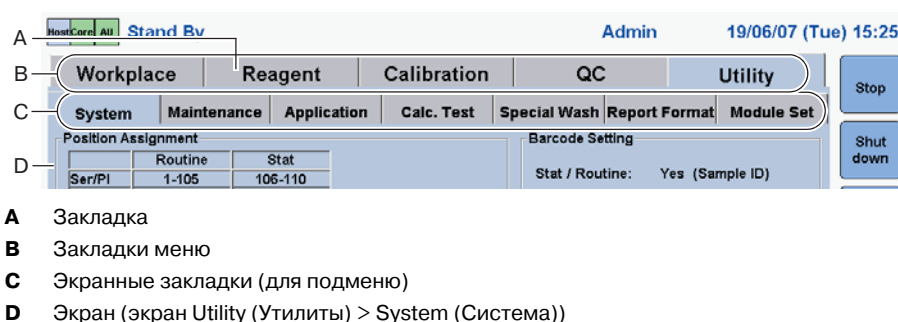 Host Core AU Stand By Admin 19/06/07 (Tue) 15:25
A
B Workplace Reagent Calibration QC Utility
Stop
C System Maintenance Application Calc. Test Special Wash Report Format Module Set
Position Assignment Barcode Setting
Shut down
D Routine Stat
Stat / Routine: Yes (Sample ID)
Ser/Pl 1-105 106-110
A Закладка
B Закладки меню
C Экранные закладки (для подменю)
D Экран (экран Utility (Утилиты) > System (Система))